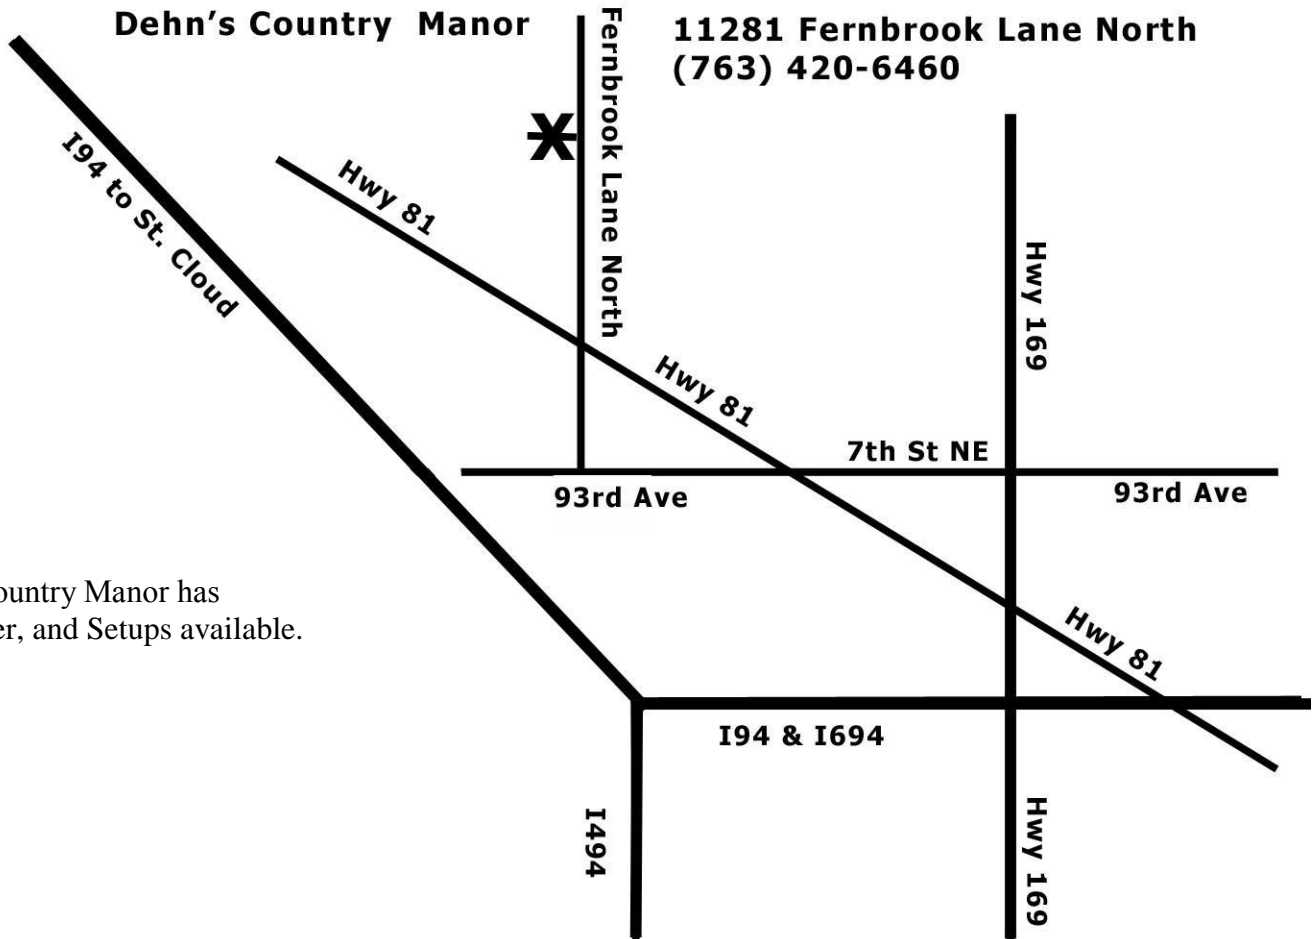 Dehn's Country Manor
11281 Fernbrook Lane North
(763) 420-6460
Fernbrook Lane North
X
I94 to St. Cloud
Hwy 81
Hwy 169
Hwy 81
7th St NE
93rd Ave
93rd Ave
ountry Manor has
er, and Setups available.
Hwy 81
I94 & I694
I494
Hwy 169